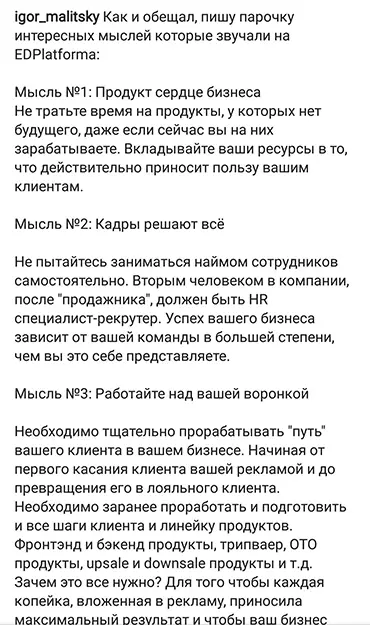 igor_malitsky Как и обещал, пишу парочку
интересных мыслей которые звучали на
EDPlatforma:
Мысль №1: Продукт сердце бизнеса
Не тратьте время на продукты, у которых нет
будущего, даже если сейчас вы на них
зарабатываете. Вкладывайте ваши ресурсы в то,
что действительно приносит пользу вашим
клиентам.
Мысль №2: Кадры решают всё
Не пытайтесь заниматься наймом сотрудников
самостоятельно. Вторым человеком в компании,
после "продажника", должен быть HR
специалист-рекрутер. Успех вашего бизнеса
зависит от вашей команды в большей степени,
чем вы это себе представляете.
Мысль №3: Работайте над вашей воронкой
Необходимо тщательно прорабатывать "путь"
вашего клиента в вашем бизнесе. Начиная от
первого касания клиента вашей рекламой и до
превращения его в лояльного клиента.
Необходимо заранее проработать и подготовить
и все шаги клиента и линейку продуктов.
Фронтэнд и бэкенд продукты, трипваер, ОТО
продукты, upsale и downsale продукты и т.д.
Зачем это все нужно? Для того чтобы каждая
копейка, вложенная в рекламу, приносила
максимальный результат и чтобы ваш бизнес